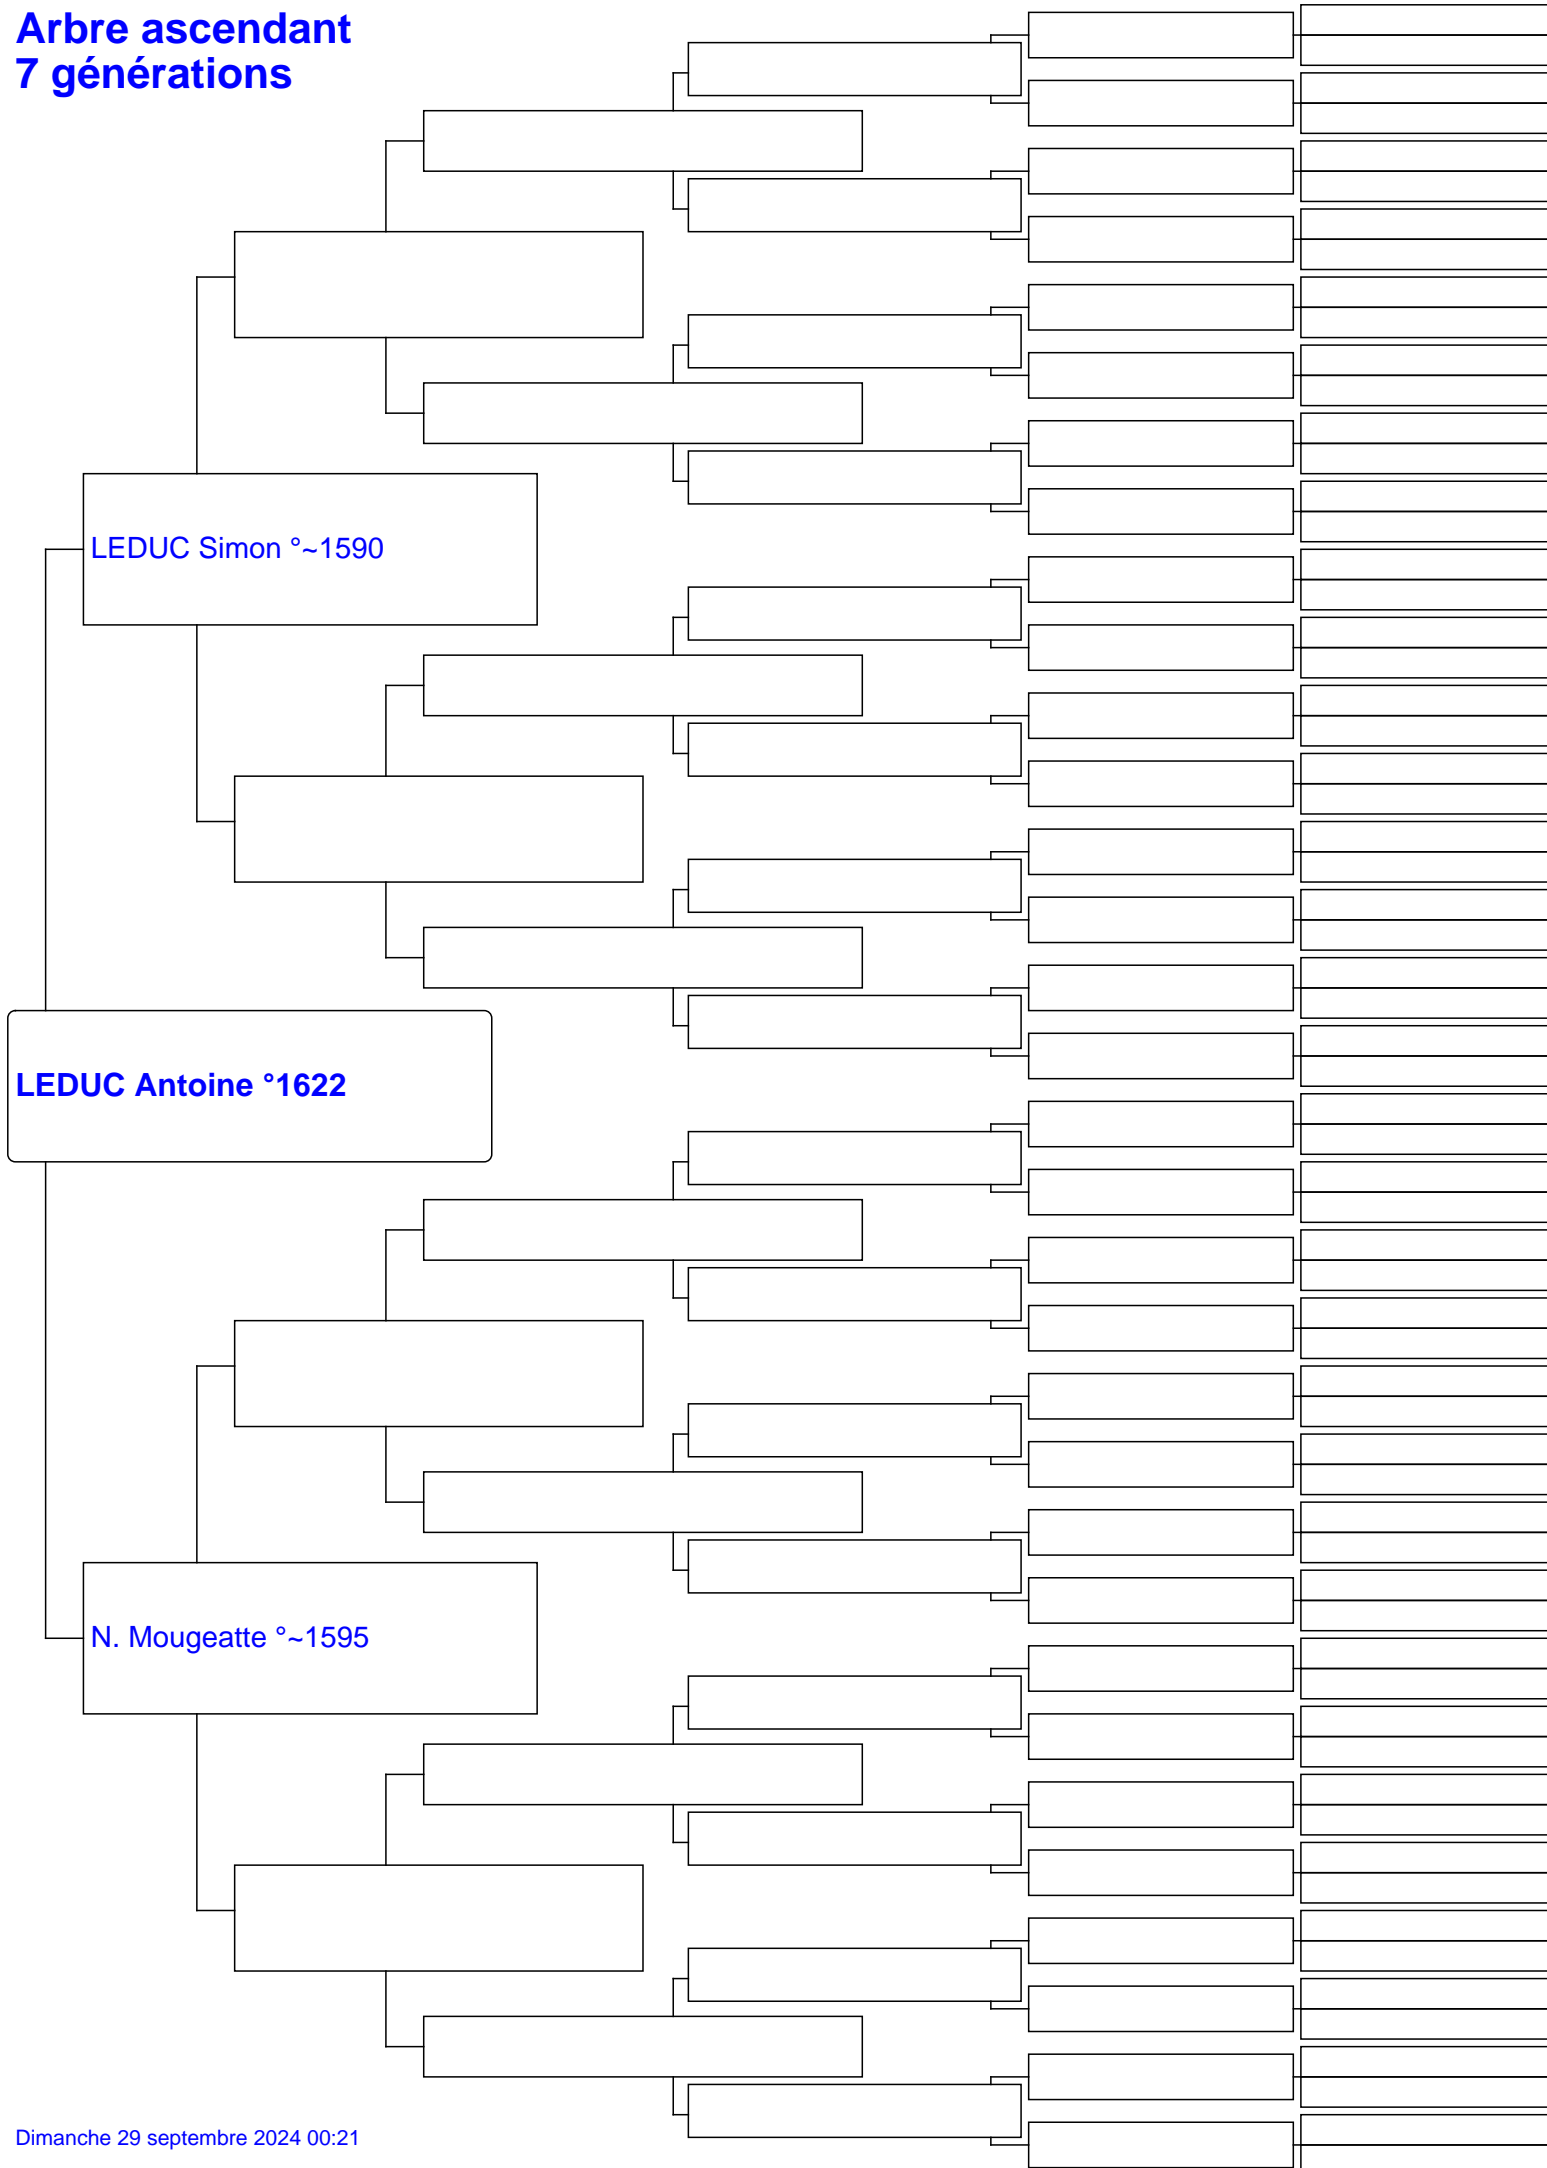 Arbre ascendant
7 générations
LEDUC Simon °~1590
LEDUC Antoine °1622
N. Mougeatte °~1595
Dimanche 29 septembre 2024 00:21